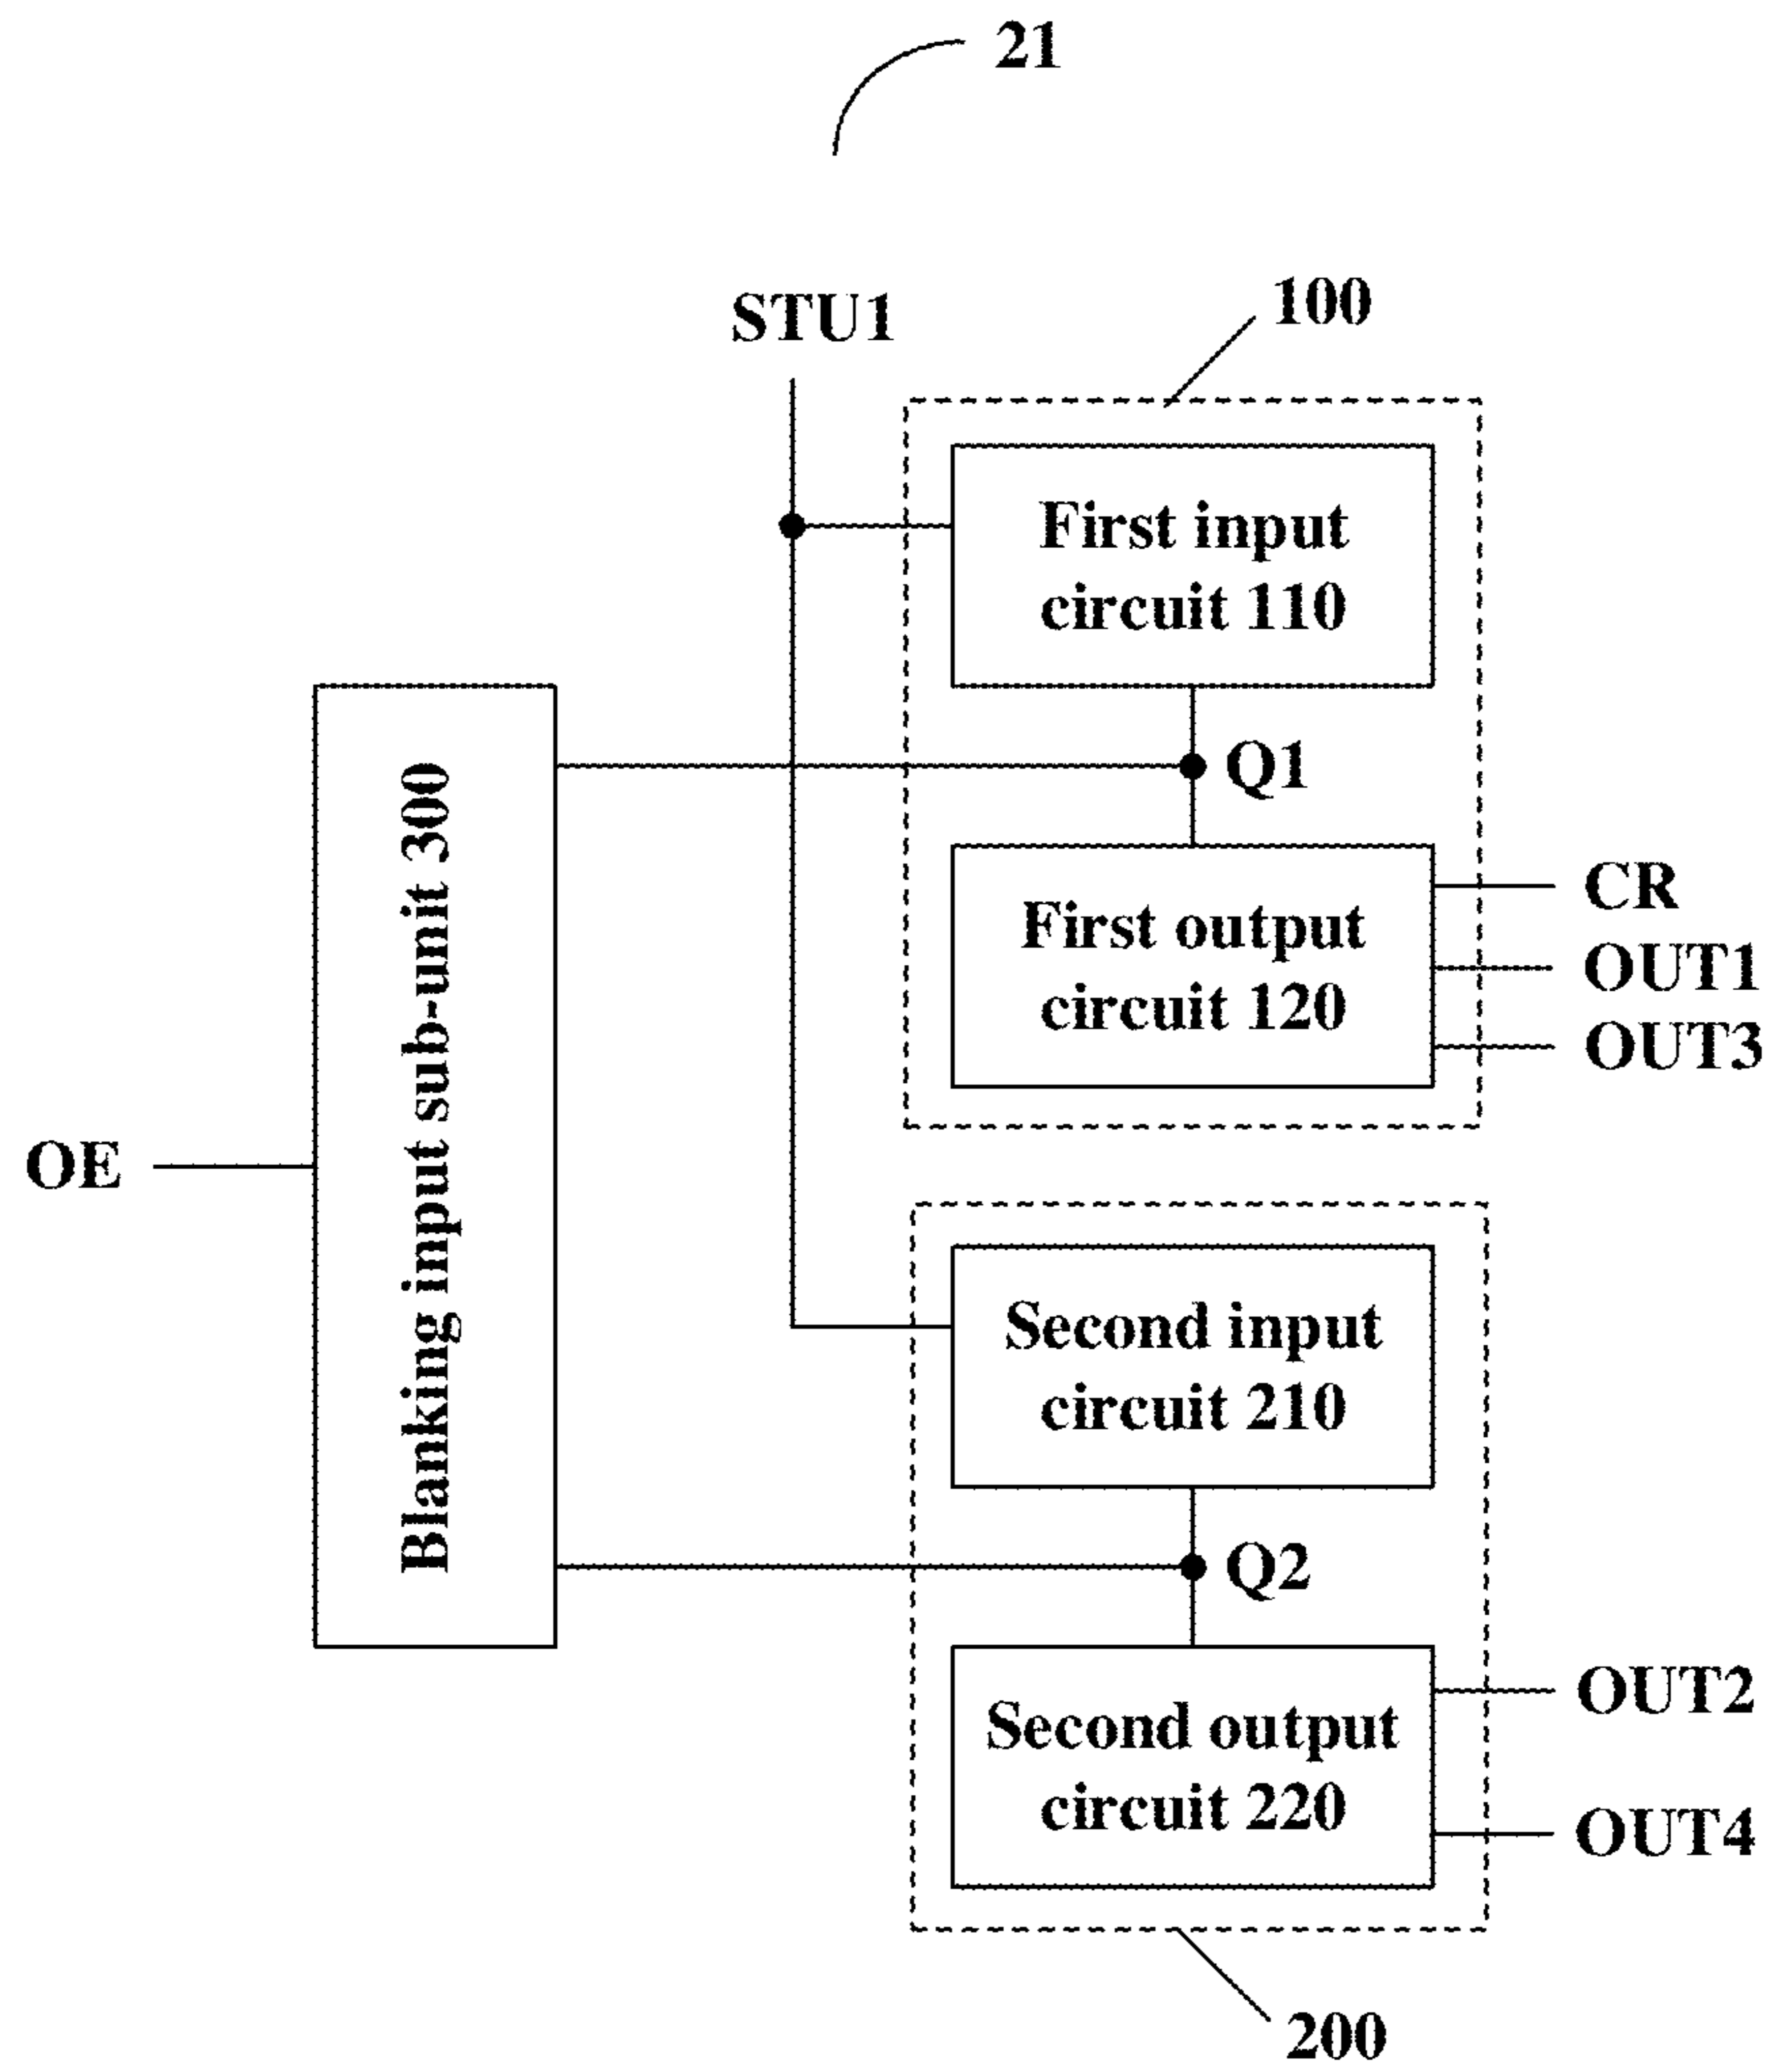 21
STU1
100
First input
circuit 110
Q1
Blanking input sub-unit 300
First output
circuit 120
CR
OUT1
OUT3
OE
Second input
circuit 210
Q2
Second output
circuit 220
OUT2
OUT4
200